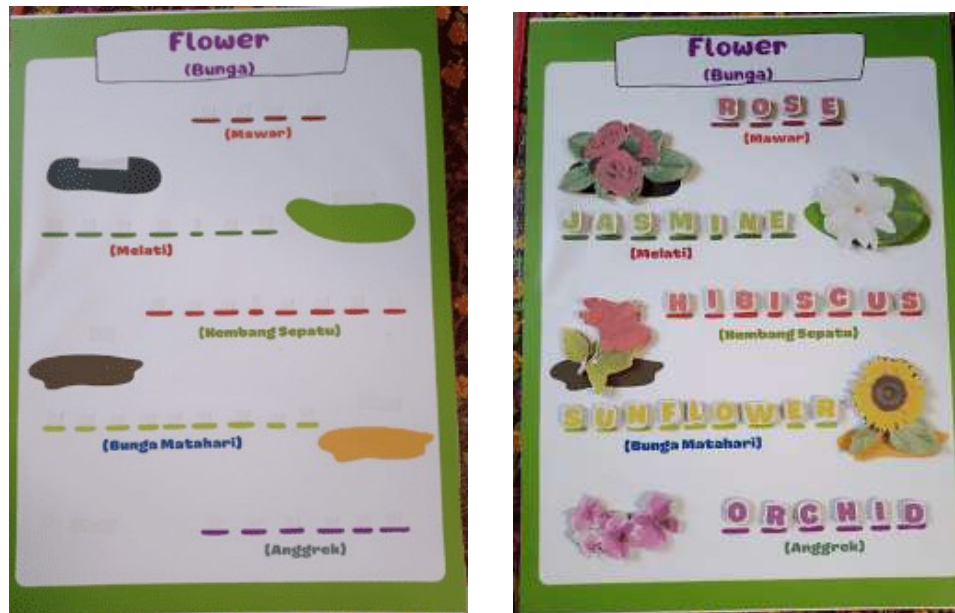 Flower
(Bunga)
(Mawar)
(Melati)
(Kembang Sepatu)
(Bunga Matahari)
(Anggrek)
Flower
(Bunga)
ROSE
(Mawar)
JASMINE
(Melati)
HIBISCUS
(Kembang Sepatu)
SUNFLOWER
(Bunga Matahari)
ORCHID
(Anggrek)